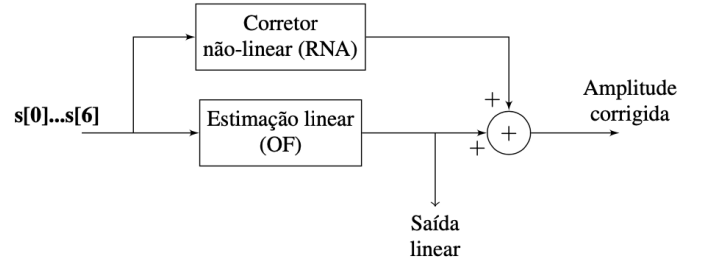 Corretor
não-linear (RNA)
s[0]...s[6]
Estimação linear
(OF)
+
+
+
Amplitude
corrigida
Saída
linear